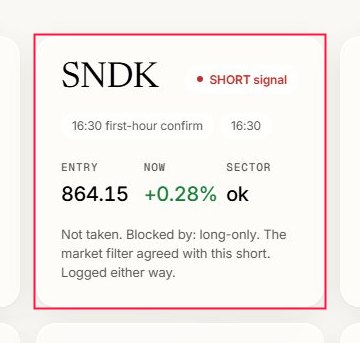 SNDK
SHORT signal
16:30 first-hour confirm 16:30
ENTRY NOW SECTOR
864.15 +0.28% ok
Not taken. Blocked by: long-only. The
market filter agreed with this short.
Logged either way.